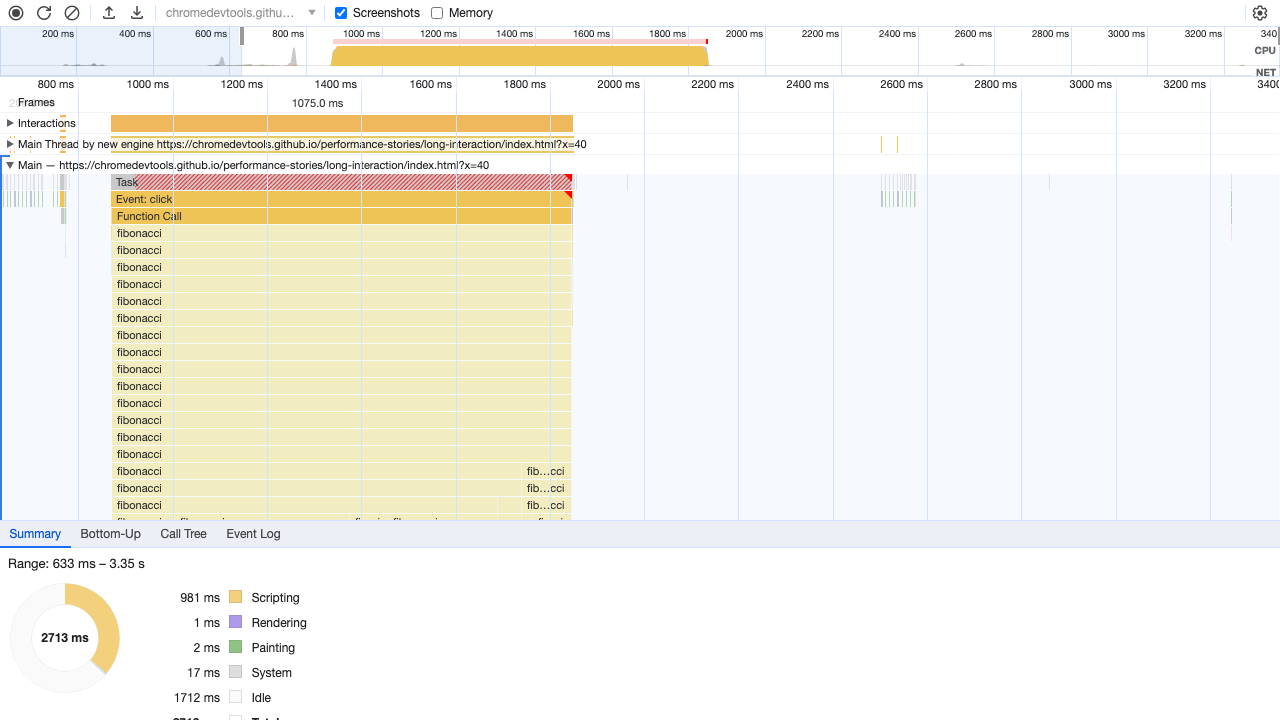 chromedevtools.githu… Screenshots Memory
200 ms 400 ms 600 ms 800 ms 1000 ms 1200 ms 1400 ms 1600 ms 1800 ms 2000 ms 2200 ms 2400 ms 2600 ms 2800 ms 3000 ms 3200 ms 340
CPU
NET
800 ms 1000 ms 1200 ms 1400 ms 1600 ms 1800 ms 2000 ms 2200 ms 2400 ms 2600 ms 2800 ms 3000 ms 3200 ms 3400
Frames 1075.0 ms
Interactions
Main Thread by new engine https://chromedevtools.github.io/performance-stories/long-interaction/index.html?x=40
Main — https://chromedevtools.github.io/performance-stories/long-interaction/index.html?x=40
Task
Event: click
Function Call
fibonacci
fibonacci
fibonacci
fibonacci
fibonacci
fibonacci
fibonacci
fibonacci
fibonacci
fibonacci
fibonacci
fibonacci
fibonacci
fibonacci
fibonacci fib…cci
fibonacci fib…cci
fibonacci fib…cci
Summary Bottom-Up Call Tree Event Log
Range: 633 ms – 3.35 s
2713 ms
981 ms Scripting
1 ms Rendering
2 ms Painting
17 ms System
1712 ms Idle